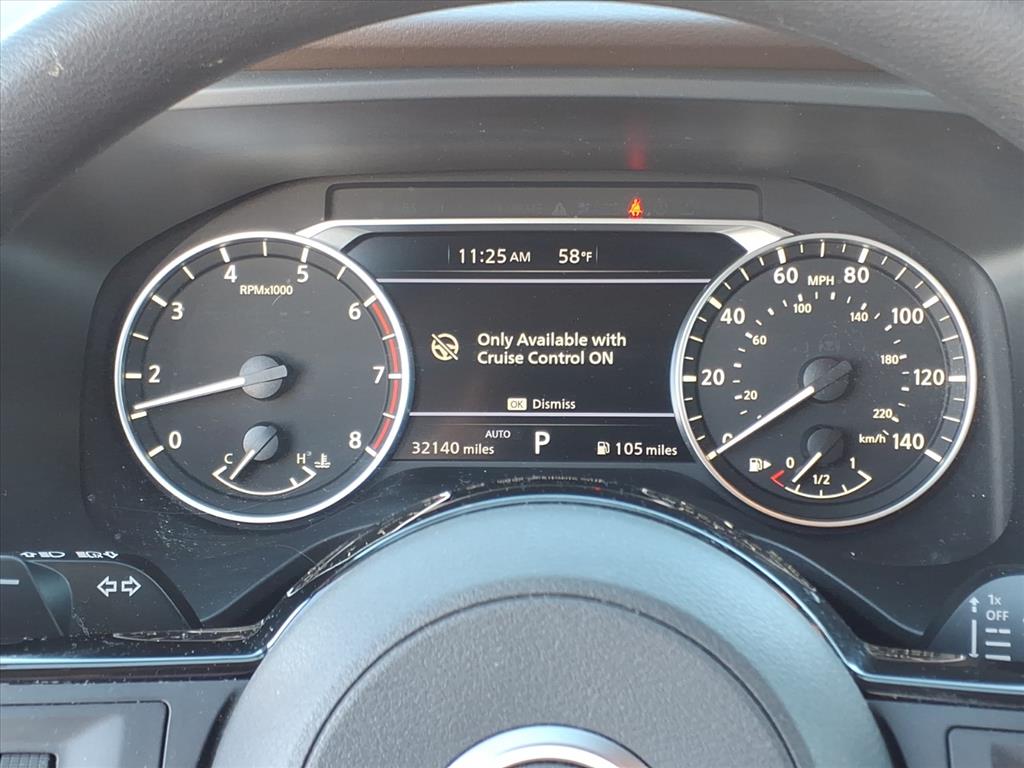 11:25 AM 58°F
4 5
RPMx1000
3 6
2 7
0 8
C H
Only Available with
Cruise Control ON
OK Dismiss
AUTO
32140 miles P 105 miles
60 MPH 80
100 140
40 100
60 180
20 120
20 220
0 km/h 140
0 1
1/2
1x
OFF